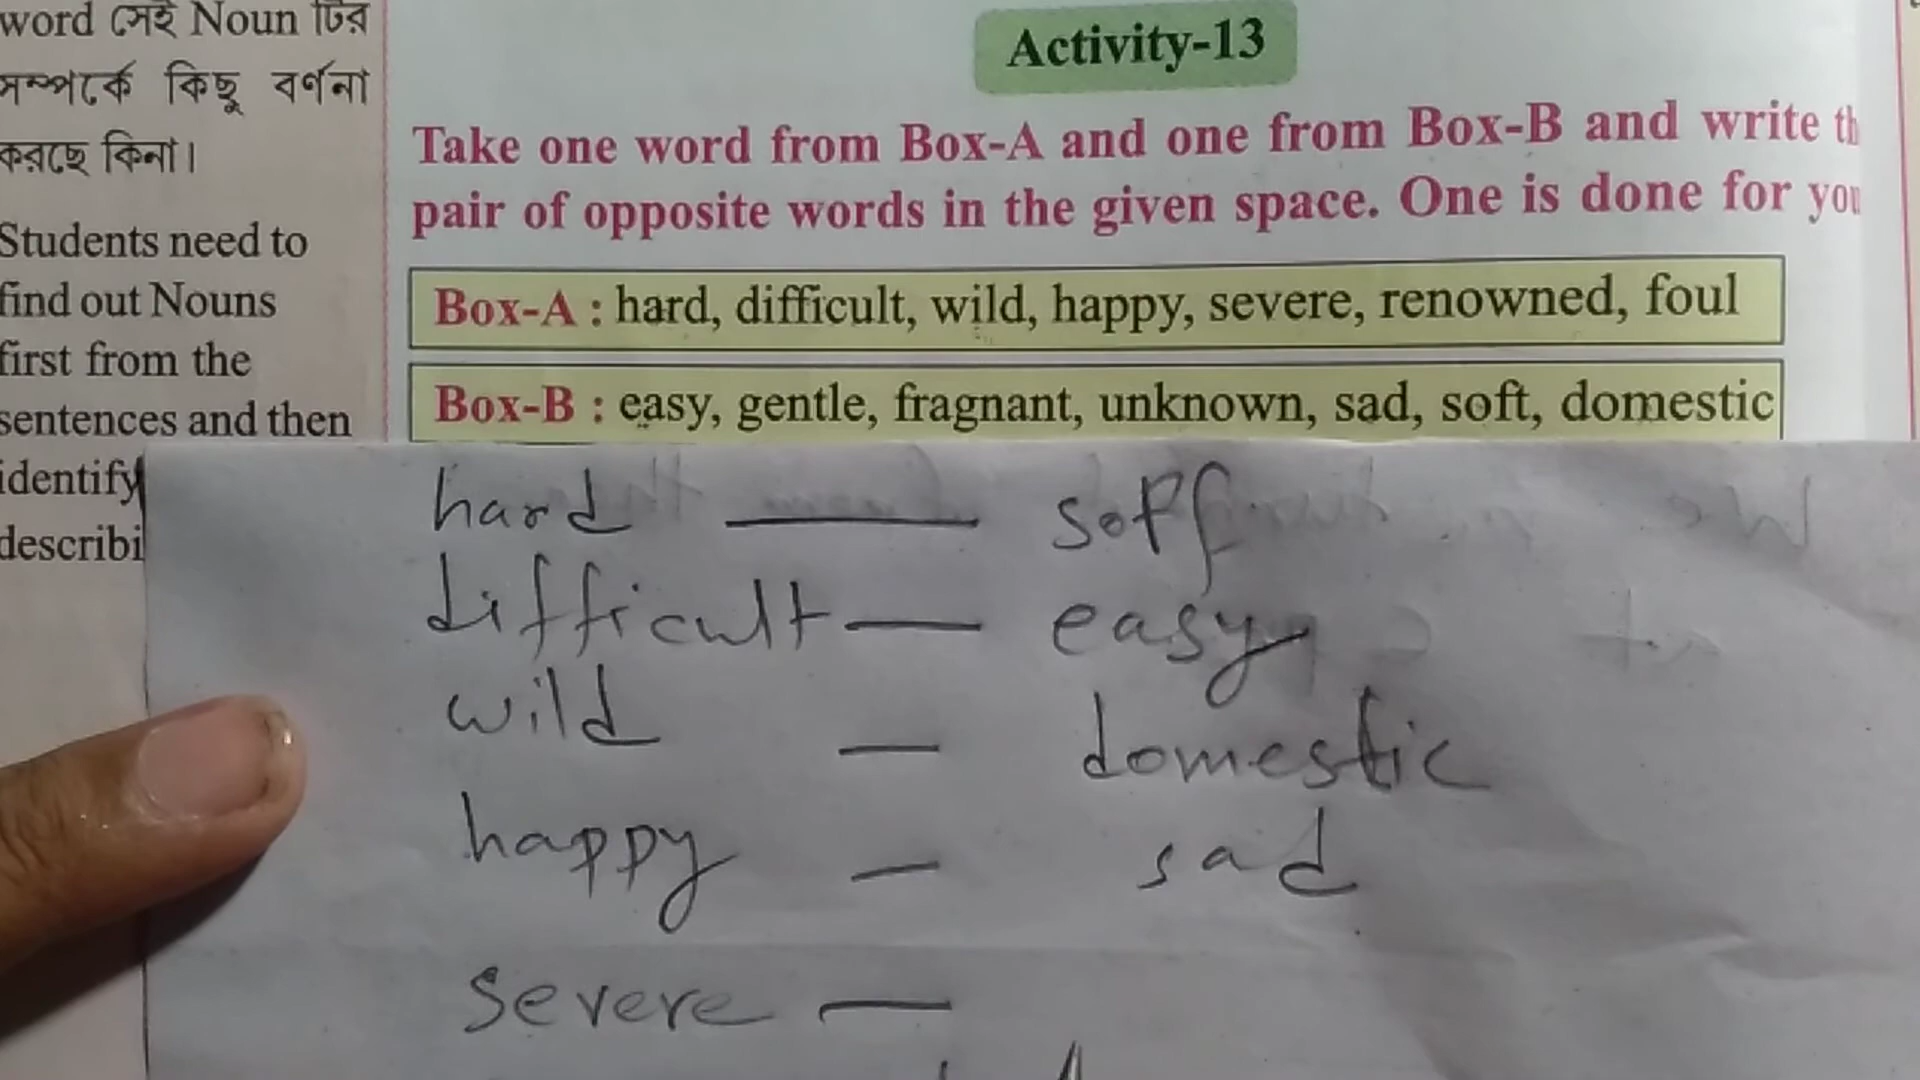 word সেই Noun টির
সম্পর্কে কিছু বর্ণনা
করছে কিনা।
Students need to
find out Nouns
first from the
sentences and then
identify
describi
Activity-13
Take one word from Box-A and one from Box-B and write th
pair of opposite words in the given space. One is done for you
Box-A : hard, difficult, wild, happy, severe, renowned, foul
Box-B : easy, gentle, fragnant, unknown, sad, soft, domestic
hard — soft
difficult — easy
wild — domestic
happy — sad
severe —